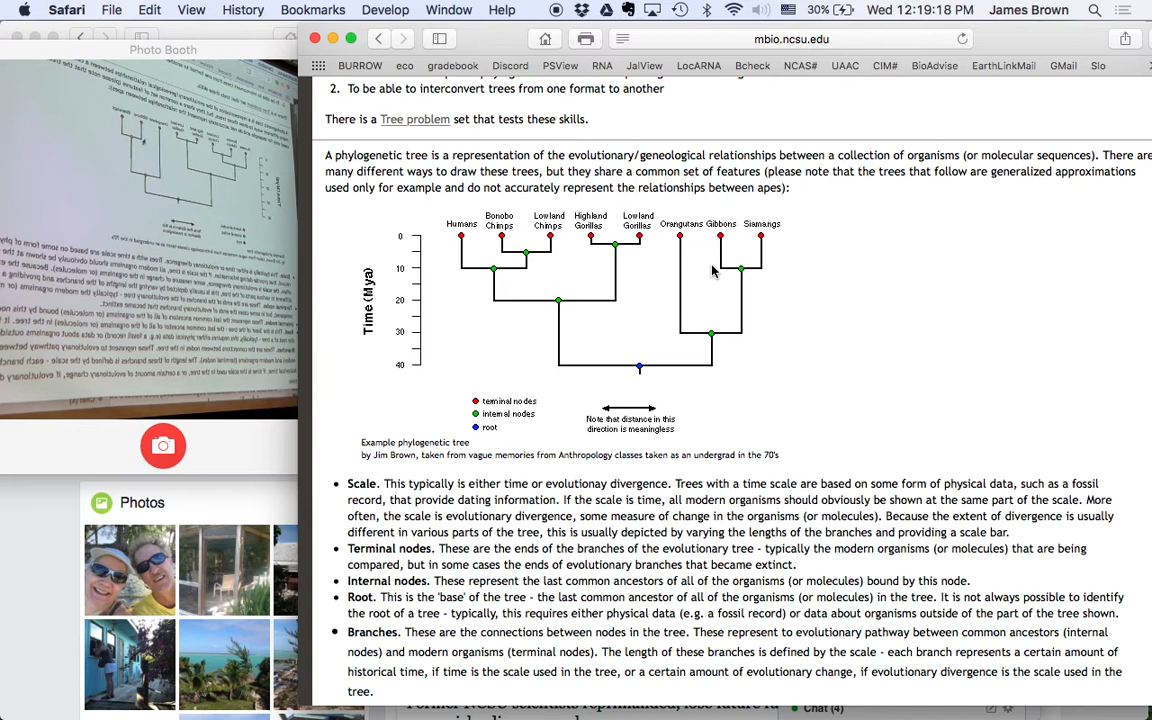 Safari File Edit View History Bookmarks Develop Window Help 30% Wed 12:19:18 PM James Brown
Photo Booth
mbio.ncsu.edu
BURROW eco gradebook Discord PSView RNA JalView LocARNA Bcheck NCAS# UAAC CIM# BioAdvise EarthLinkMail GMail Slo
2. To be able to interconvert trees from one format to another
There is a Tree problem set that tests these skills.
A phylogenetic tree is a representation of the evolutionary/geneological relationships between a collection of organisms (or molecular sequences). There are
many different ways to draw these trees, but they share a common set of features (please note that the trees that follow are generalized approximations
used only for example and do not accurately represent the relationships between apes):
Humans Bonobo Chimps Lowland Chimps Highland Gorillas Lowland Gorillas Orangutans Gibbons Siamangs
Time (Mya)
0
10
20
30
40
terminal nodes
internal nodes
root
Note that distance in this
direction is meaningless
Example phylogenetic tree
by Jim Brown, taken from vague memories from Anthropology classes taken as an undergrad in the 70's
• Scale. This typically is either time or evolutionay divergence. Trees with a time scale are based on some form of physical data, such as a fossil
record, that provide dating information. If the scale is time, all modern organisms should obviously be shown at the same part of the scale. More
often, the scale is evolutionary divergence, some measure of change in the organisms (or molecules). Because the extent of divergence is usually
different in various parts of the tree, this is usually depicted by varying the lengths of the branches and providing a scale bar.
• Terminal nodes. These are the ends of the branches of the evolutionary tree - typically the modern organisms (or molecules) that are being
compared, but in some cases the ends of evolutionary branches that became extinct.
• Internal nodes. These represent the last common ancestors of all of the organisms (or molecules) bound by this node.
• Root. This is the 'base' of the tree - the last common ancestor of all of the organisms (or molecules) in the tree. It is not always possible to identify
the root of a tree - typically, this requires either physical data (e.g. a fossil record) or data about organisms outside of the part of the tree shown.
• Branches. These are the connections between nodes in the tree. These represent to evolutionary pathway between common ancestors (internal
nodes) and modern organisms (terminal nodes). The length of these branches is defined by the scale - each branch represents a certain amount of
historical time, if time is the scale used in the tree, or a certain amount of evolutionary change, if evolutionary divergence is the scale used in the
tree.
Photos
Chat (4)